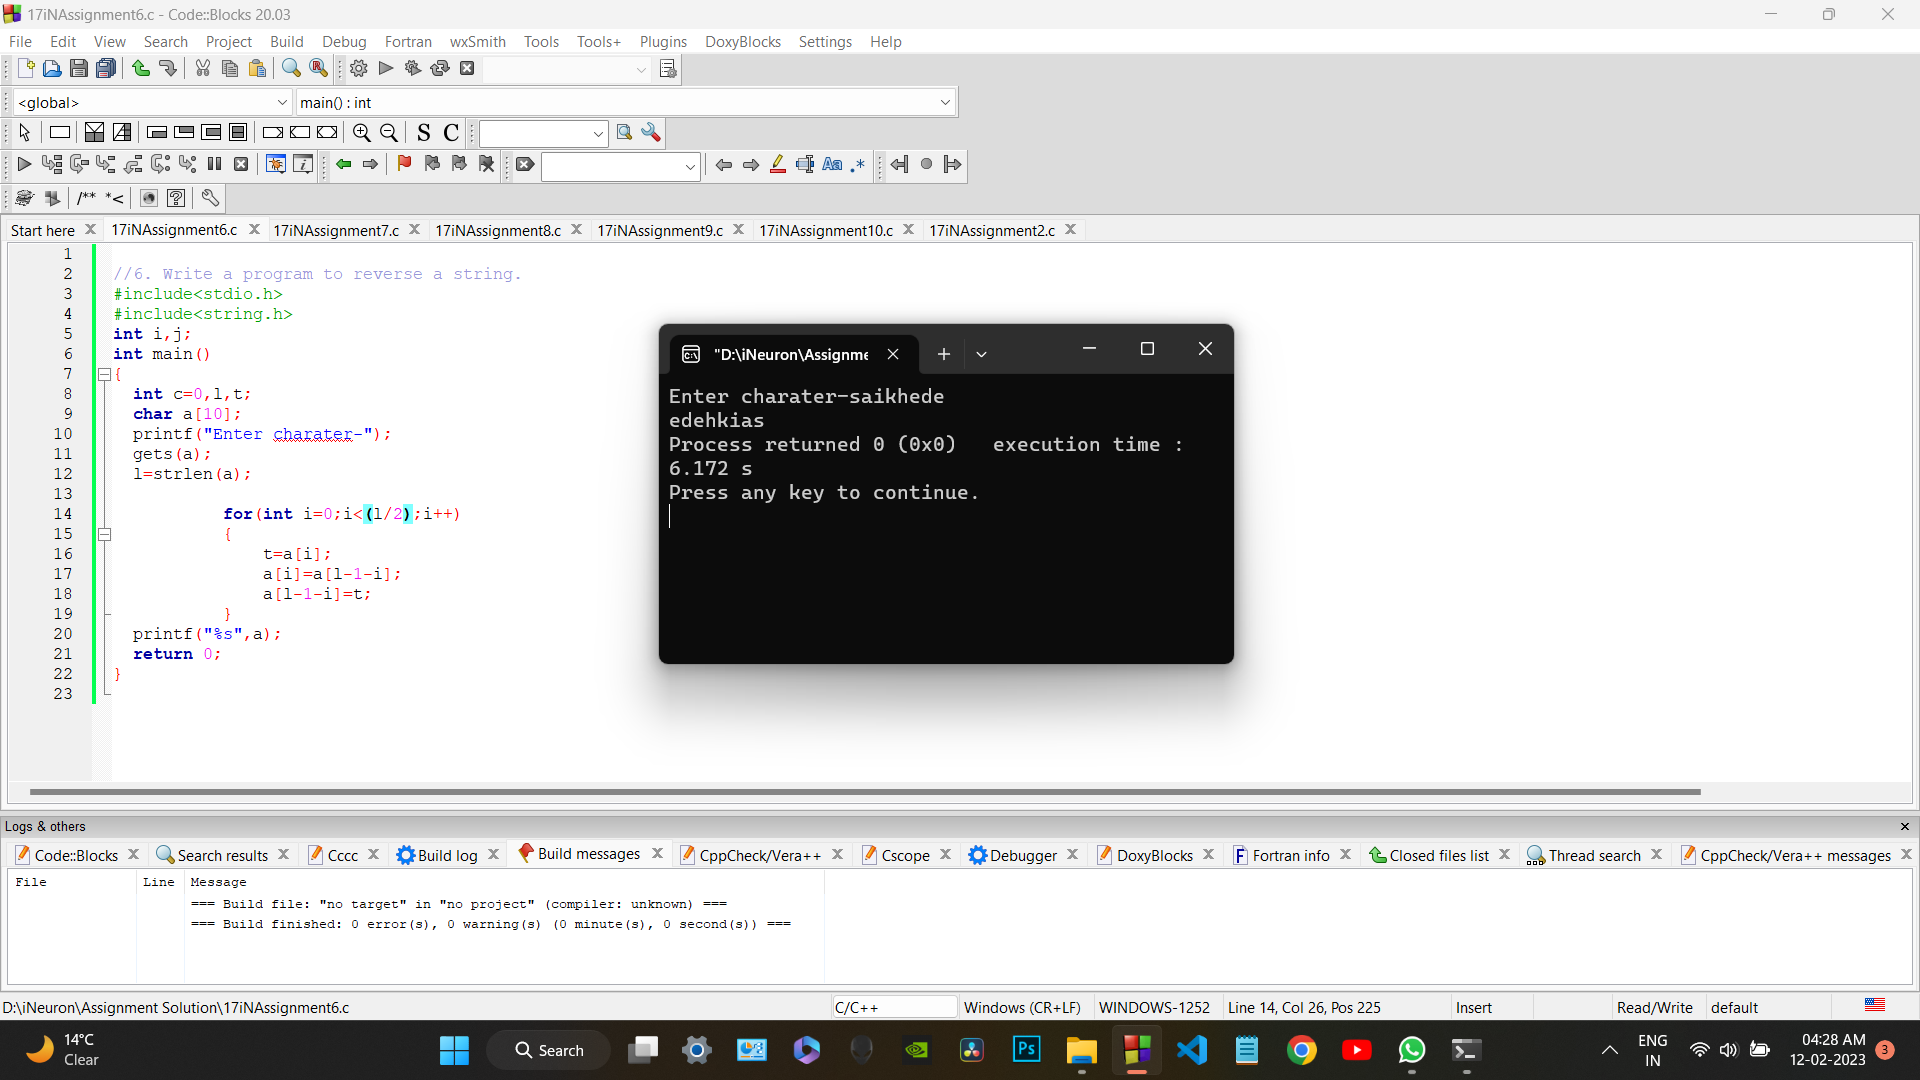 17iNAssignment6.c - Code::Blocks 20.03
File Edit View Search Project Build Debug Fortran wxSmith Tools Tools+ Plugins DoxyBlocks Settings Help
<global> main() : int
S C
Aa .*
/** *<
Start here 17iNAssignment6.c 17iNAssignment7.c 17iNAssignment8.c 17iNAssignment9.c 17iNAssignment10.c 17iNAssignment2.c
1
2 //6. Write a program to reverse a string.
3 #include<stdio.h>
4 #include<string.h>
5 int i,j;
6 int main()
7 {
8 int c=0,l,t;
9 char a[10];
10 printf("Enter charater-");
11 gets(a);
12 l=strlen(a);
13
14 for(int i=0;i<(l/2);i++)
15 {
16 t=a[i];
17 a[i]=a[l-1-i];
18 a[l-1-i]=t;
19 }
20 printf("%s",a);
21 return 0;
22 }
23
"D:\iNeuron\Assignme
Enter charater-saikhede
edehkias
Process returned 0 (0x0) execution time :
6.172 s
Press any key to continue.
Logs & others
Code::Blocks Search results Cccc Build log Build messages CppCheck/Vera++ Cscope Debugger DoxyBlocks Fortran info Closed files list Thread search CppCheck/Vera++ messages
File Line Message
=== Build file: "no target" in "no project" (compiler: unknown) ===
=== Build finished: 0 error(s), 0 warning(s) (0 minute(s), 0 second(s)) ===
D:\iNeuron\Assignment Solution\17iNAssignment6.c C/C++ Windows (CR+LF) WINDOWS-1252 Line 14, Col 26, Pos 225 Insert Read/Write default
14°C
Clear
Search
Ps
ENG
IN
04:28 AM
12-02-2023
3